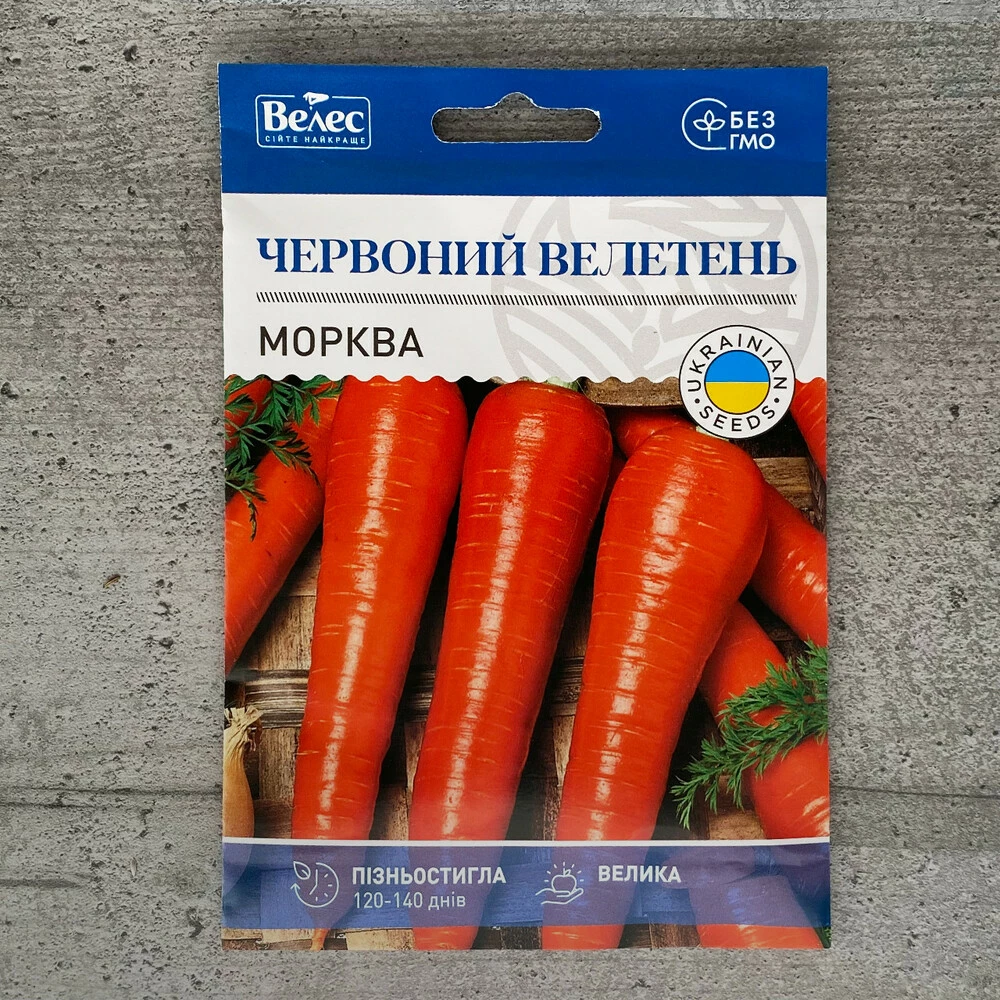 Велес
СІЙТЕ НАЙКРАЩЕ
БЕЗ
ГМО
ЧЕРВОНИЙ ВЕЛЕТЕНЬ
МОРКВА
UKRAINIAN
SEEDS
ПІЗНЬОСТИГЛА
120-140 днів
ВЕЛИКА